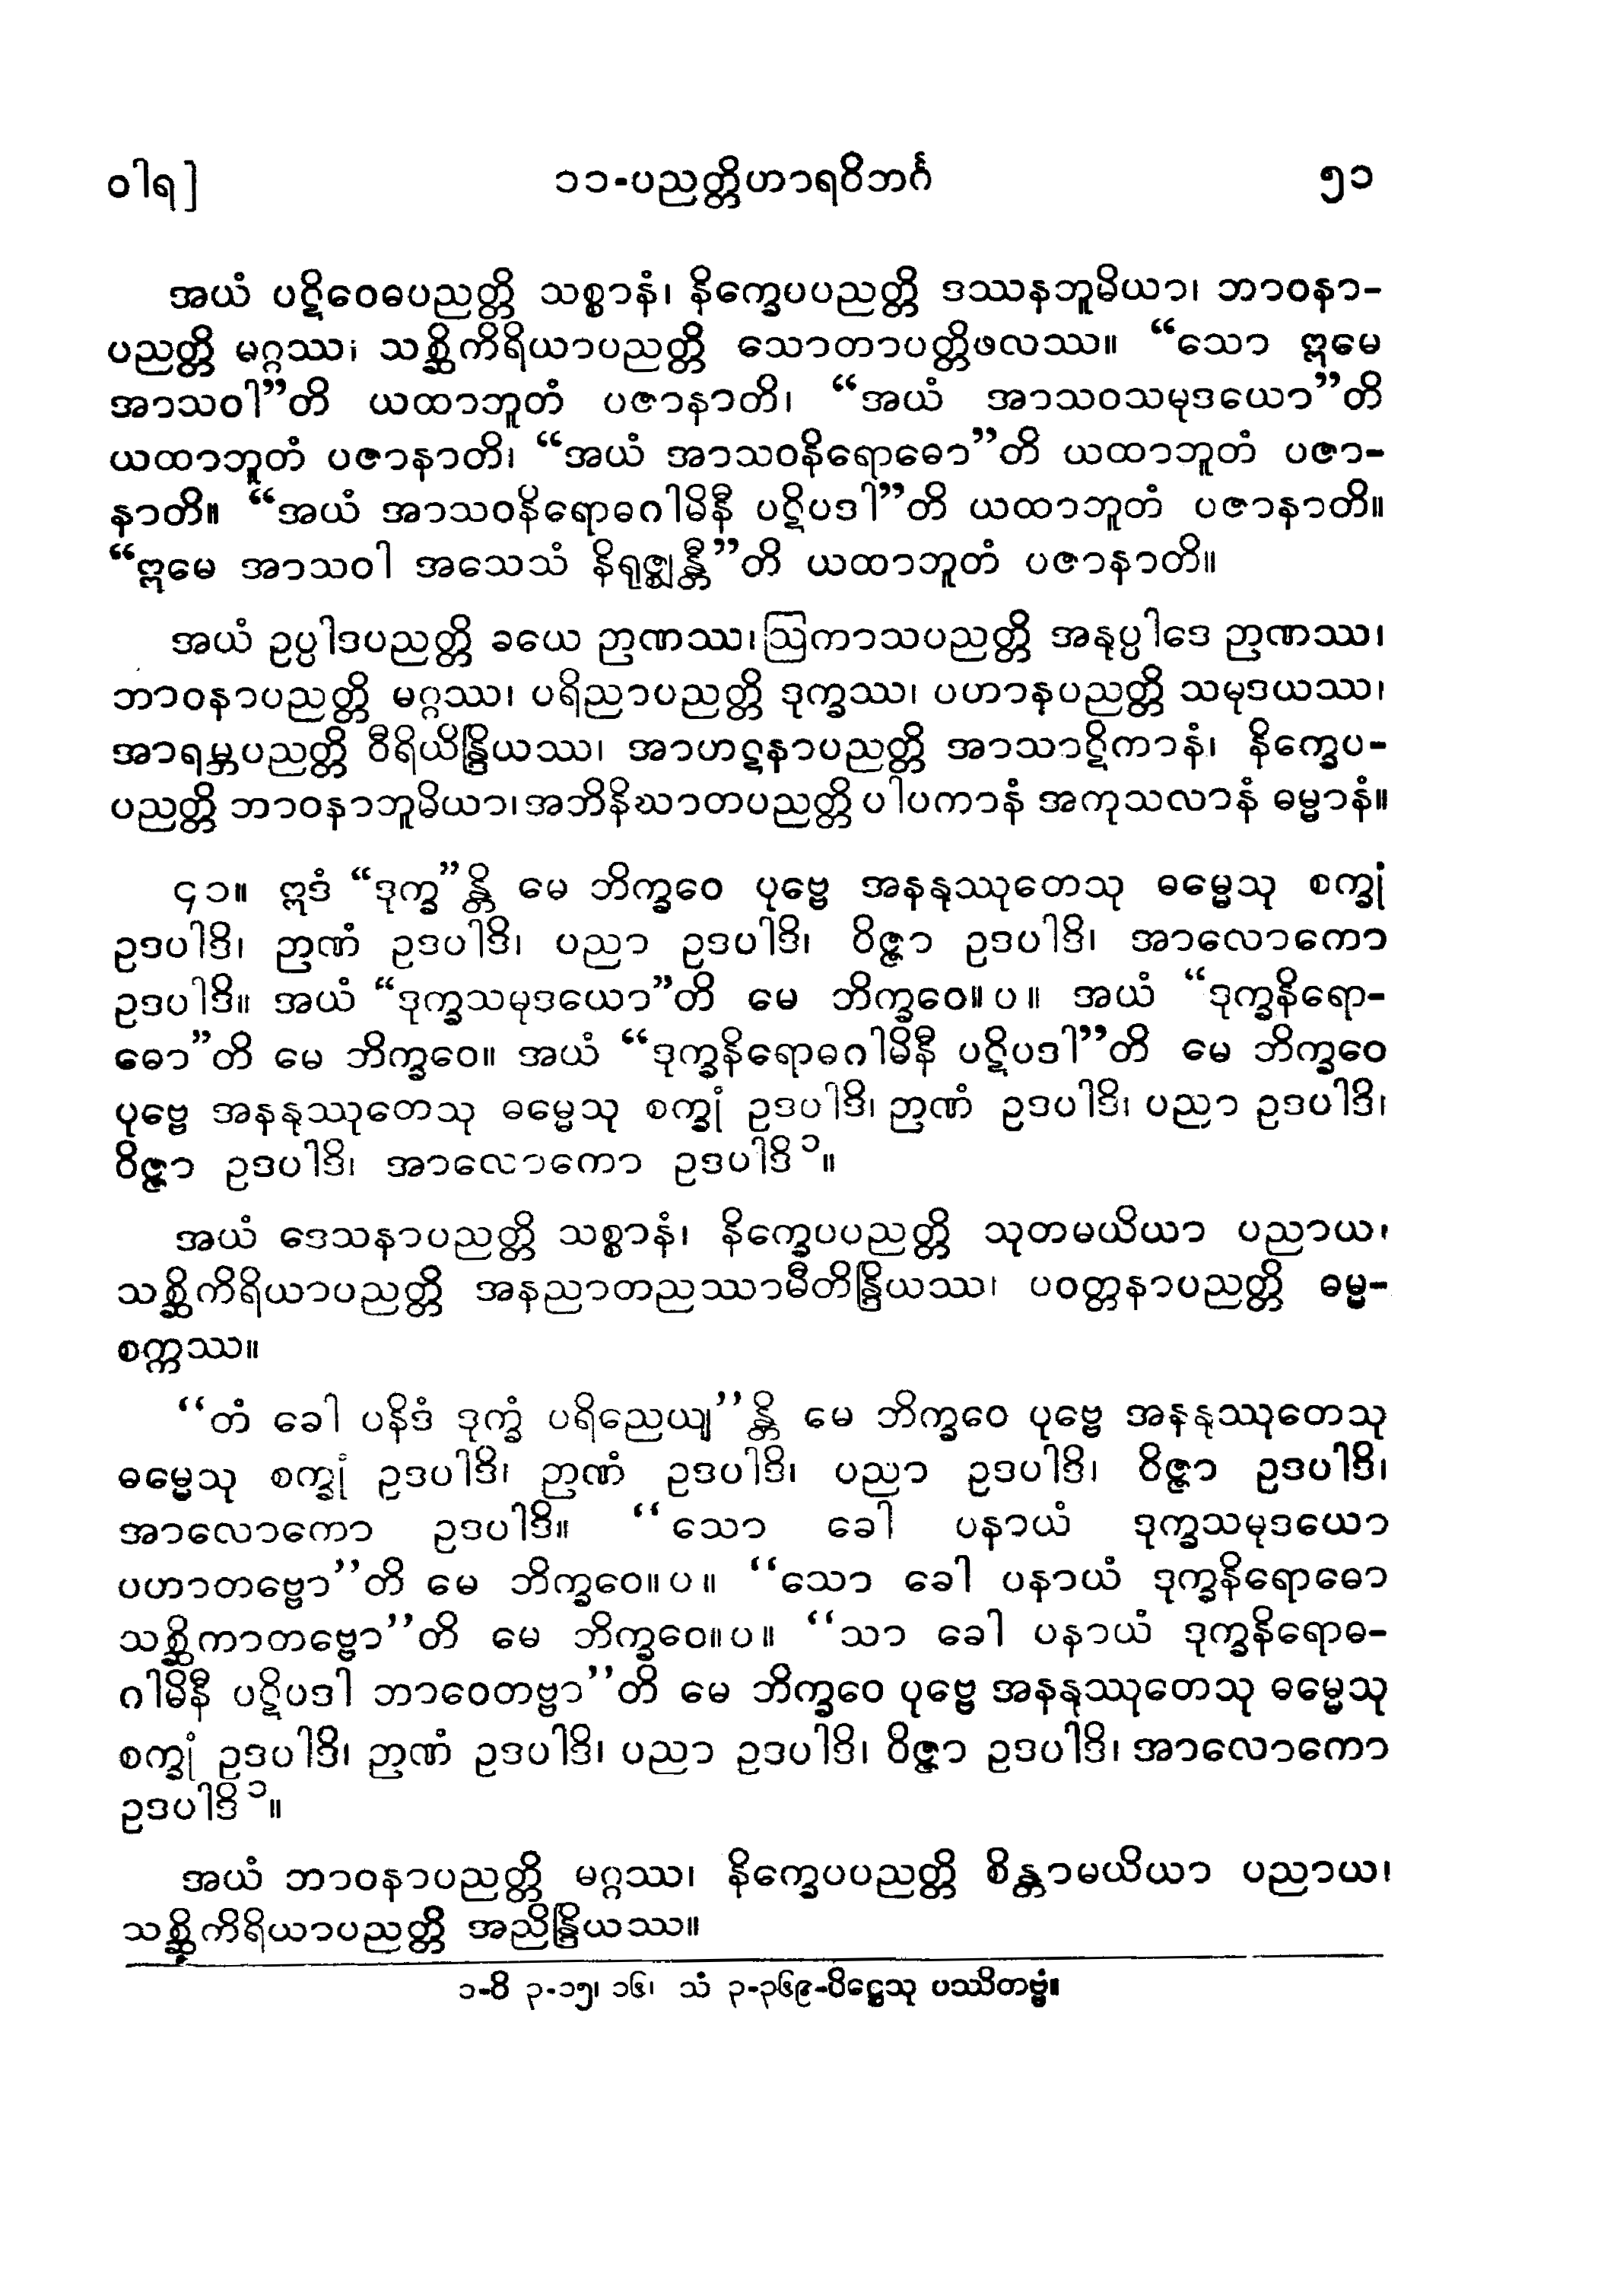 ဝါရ]
၁၁-ပညတ္တိဟာရဝိဘင်္ဂ
၅၁
အယံ ပဋိဝေဓပညတ္တိ သစ္စာနံ၊ နိက္ခေပပညတ္တိ ဒဿနဘူမိယာ၊ ဘာဝနာ-
ပညတ္တိ မဂ္ဂဿ၊ သစ္ဆိကိရိယာပညတ္တိ သောတာပတ္တိဖလဿ။ “သော ဣမေ
အာသဝါ”တိ ယထာဘူတံ ပဇာနာတိ၊ “အယံ အာသဝသမုဒယော”တိ
ယထာဘူတံ ပဇာနာတိ၊ “အယံ အာသဝနိရောဓော”တိ ယထာဘူတံ ပဇာ-
နာတိ။ “အယံ အာသဝနိရောဓဂါမိနီ ပဋိပဒါ”တိ ယထာဘူတံ ပဇာနာတိ။
“ဣမေ အာသဝါ အသေသံ နိရုဇ္ဈန္တီ”တိ ယထာဘူတံ ပဇာနာတိ။
အယံ ဥပ္ပါဒပညတ္တိ ခယေ ဉာဏဿ၊ ဩကာသပညတ္တိ အနုပ္ပါဒေ ဉာဏဿ၊
ဘာဝနာပညတ္တိ မဂ္ဂဿ၊ ပရိညာပညတ္တိ ဒုက္ခဿ၊ ပဟာနပညတ္တိ သမုဒယဿ၊
အာရမ္ဘပညတ္တိ ဝီရိယိန္ဒြိယဿ၊ အာဟဋနာပညတ္တိ အာသာဋိကာနံ၊ နိက္ခေပ-
ပညတ္တိ ဘာဝနာဘူမိယာ၊ အဘိနိဃာတပညတ္တိ ပါပကာနံ အကုသလာနံ ဓမ္မာနံ။
၄၁။ ဣဒံ “ဒုက္ခ”န္တိ မေ ဘိက္ခဝေ ပုဗ္ဗေ အနနုဿုတေသု ဓမ္မေသု စက္ခုံ
ဥဒပါဒိ၊ ဉာဏံ ဥဒပါဒိ၊ ပညာ ဥဒပါဒိ၊ ဝိဇ္ဇာ ဥဒပါဒိ၊ အာလောကော
ဥဒပါဒိ။ အယံ “ဒုက္ခသမုဒယော”တိ မေ ဘိက္ခဝေ။ပ။ အယံ “ဒုက္ခနိရော-
ဓော”တိ မေ ဘိက္ခဝေ။ အယံ “ဒုက္ခနိရောဓဂါမိနီ ပဋိပဒါ”တိ မေ ဘိက္ခဝေ
ပုဗ္ဗေ အနနုဿုတေသု ဓမ္မေသု စက္ခုံ ဥဒပါဒိ၊ ဉာဏံ ဥဒပါဒိ၊ ပညာ ဥဒပါဒိ၊
ဝိဇ္ဇာ ဥဒပါဒိ၊ အာလောကော ဥဒပါဒိ ၁။
အယံ ဒေသနာပညတ္တိ သစ္စာနံ၊ နိက္ခေပပညတ္တိ သုတမယိယာ ပညာယ၊
သစ္ဆိကိရိယာပညတ္တိ အနညာတညဿာမီတိန္ဒြိယဿ၊ ပဝတ္တနာပညတ္တိ ဓမ္မ-
စက္ကဿ။
“တံ ခေါ ပနိဒံ ဒုက္ခံ ပရိညေယျ”န္တိ မေ ဘိက္ခဝေ ပုဗ္ဗေ အနနုဿုတေသု
ဓမ္မေသု စက္ခုံ ဥဒပါဒိ၊ ဉာဏံ ဥဒပါဒိ၊ ပညာ ဥဒပါဒိ၊ ဝိဇ္ဇာ ဥဒပါဒိ၊
အာလောကော ဥဒပါဒိ။ “သော ခေါ ပနာယံ ဒုက္ခသမုဒယော
ပဟာတဗ္ဗော”တိ မေ ဘိက္ခဝေ။ပ။ “သော ခေါ ပနာယံ ဒုက္ခနိရောဓော
သစ္ဆိကာတဗ္ဗော”တိ မေ ဘိက္ခဝေ။ပ။ “သာ ခေါ ပနာယံ ဒုက္ခနိရောဓ-
ဂါမိနီ ပဋိပဒါ ဘာဝေတဗ္ဗာ”တိ မေ ဘိက္ခဝေ ပုဗ္ဗေ အနနုဿုတေသု ဓမ္မေသု
စက္ခုံ ဥဒပါဒိ၊ ဉာဏံ ဥဒပါဒိ၊ ပညာ ဥဒပါဒိ၊ ဝိဇ္ဇာ ဥဒပါဒိ၊ အာလောကော
ဥဒပါဒိ ၁။
အယံ ဘာဝနာပညတ္တိ မဂ္ဂဿ၊ နိက္ခေပပညတ္တိ စိန္တာမယိယာ ပညာယ၊
သစ္ဆိကိရိယာပညတ္တိ အညိန္ဒြိယဿ။
၁-ဝိ ၃-၁၅၊ ၁၆၊ သံ ၃-၃၆၉-ပိဋ္ဌေသု ပဿိတဗ္ဗံ။